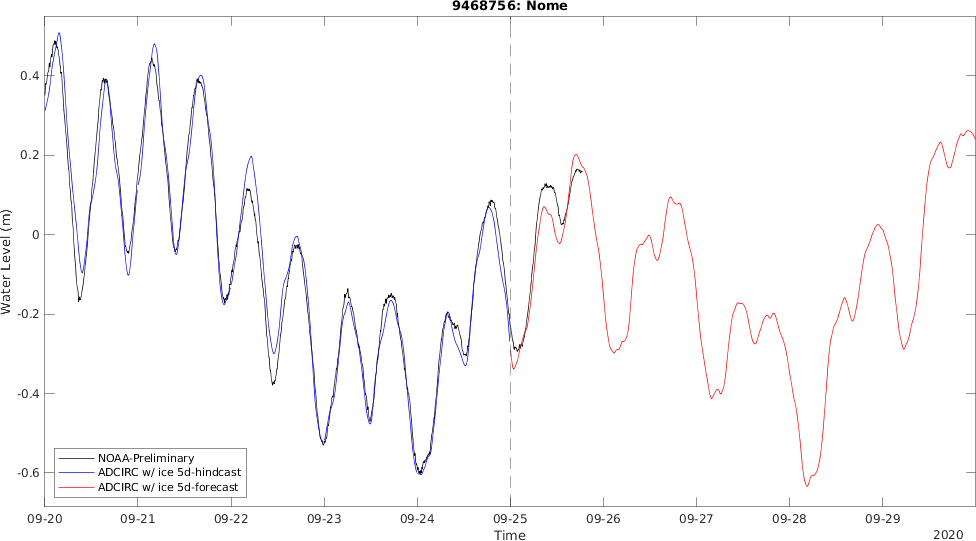 9468756: Nome
Water Level (m)
0.4
0.2
0
-0.2
-0.4
-0.6
NOAA-Preliminary
ADCIRC w/ ice 5d-hindcast
ADCIRC w/ ice 5d-forecast
09-20 09-21 09-22 09-23 09-24 09-25 09-26 09-27 09-28 09-29
Time
2020